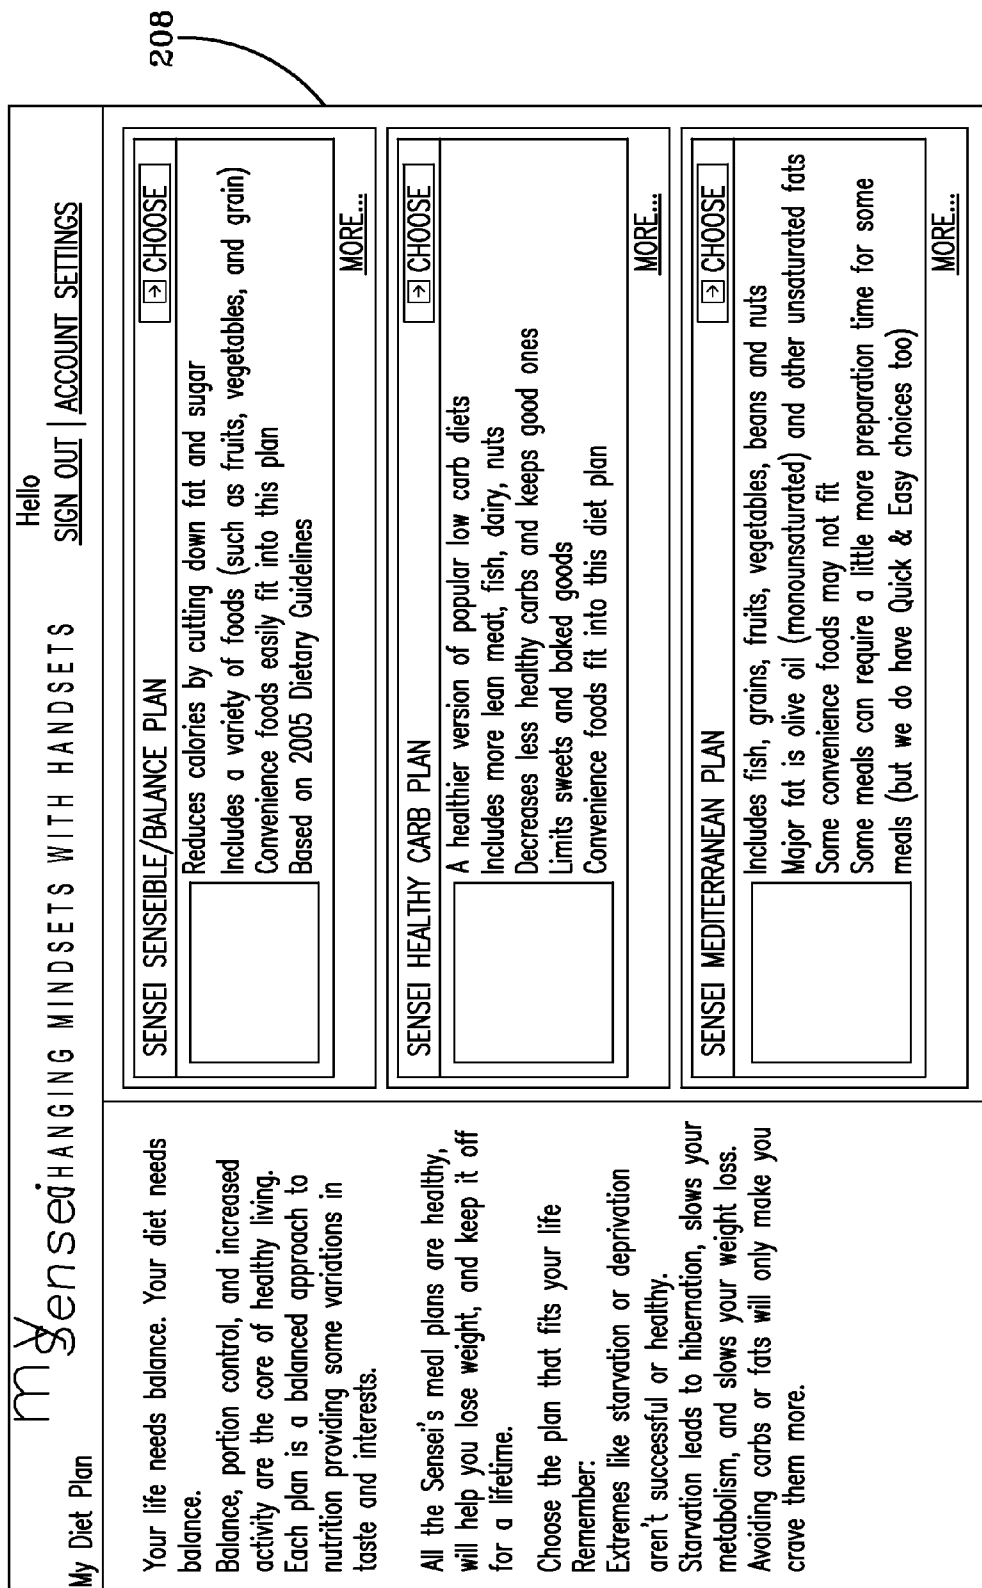 208
Hello
mySensei
CHANGING MINDSETS WITH HANDSETS
SIGN OUT | ACCOUNT SETTINGS
My Diet Plan
Your life needs balance. Your diet needs
balance.
Balance, portion control, and increased
activity are the core of healthy living.
Each plan is a balanced approach to
nutrition providing some variations in
taste and interests.
All the Sensei's meal plans are healthy,
will help you lose weight, and keep it off
for a lifetime.
Choose the plan that fits your life
Remember:
Extremes like starvation or deprivation
aren't successful or healthy.
Starvation leads to hibernation, slows your
metabolism, and slows your weight loss.
Avoiding carbs or fats will only make you
crave them more.
SENSEI SENSEIBLE/BALANCE PLAN
→ CHOOSE
Reduces calories by cutting down fat and sugar
Includes a variety of foods (such as fruits, vegetables, and grain)
Convenience foods easily fit into this plan
Based on 2005 Dietary Guidelines
MORE...
SENSEI HEALTHY CARB PLAN
→ CHOOSE
A healthier version of popular low carb diets
Includes more lean meat, fish, dairy, nuts
Decreases less healthy carbs and keeps good ones
Limits sweets and baked goods
Convenience foods fit into this diet plan
MORE...
SENSEI MEDITERRANEAN PLAN
→ CHOOSE
Includes fish, grains, fruits, vegetables, beans and nuts
Major fat is olive oil (monounsaturated) and other unsaturated fats
Some convenience foods may not fit
Some meals can require a little more preparation time for some
meals (but we do have Quick & Easy choices too)
MORE...